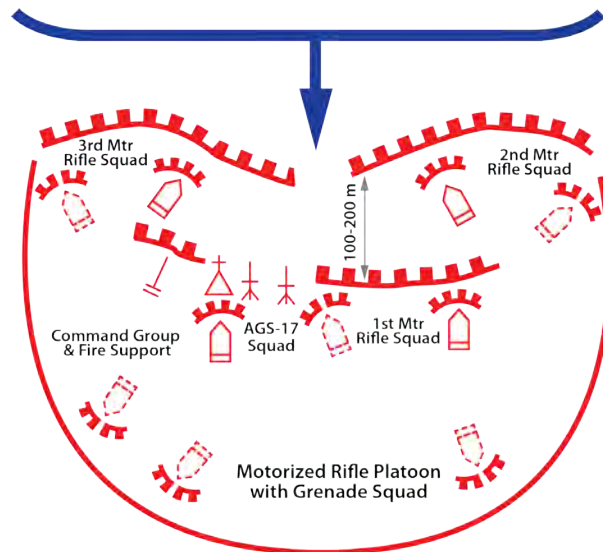 3rd Mtr
Rifle Squad
2nd Mtr
Rifle Squad
100-200 m
Command Group
& Fire Support
AGS-17
Squad
1st Mtr
Rifle Squad
Motorized Rifle Platoon
with Grenade Squad